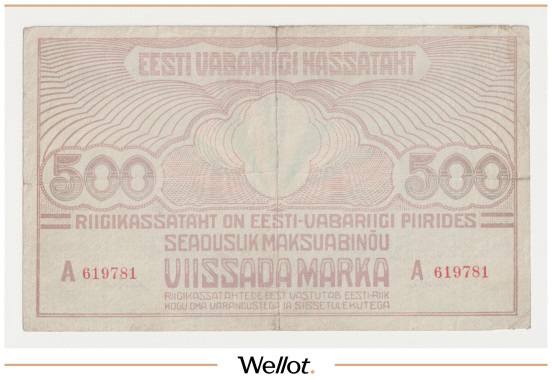 EESTI VABARIIGI KASSATÄHT
500 500
RIIGIKASSATÄHT ON EESTI-VABARIIGI PIIRIDES
SEADUSLIK MAKSUABINÕU
A 619781 VIISSADA MARKA A 619781
RIIGIKASSATÄHTEDE EEST VASTUTAB EESTI-RIIK
KOGU OMA VARANDUSTEGA JA SISSETULEKUTEGA
Wellot.